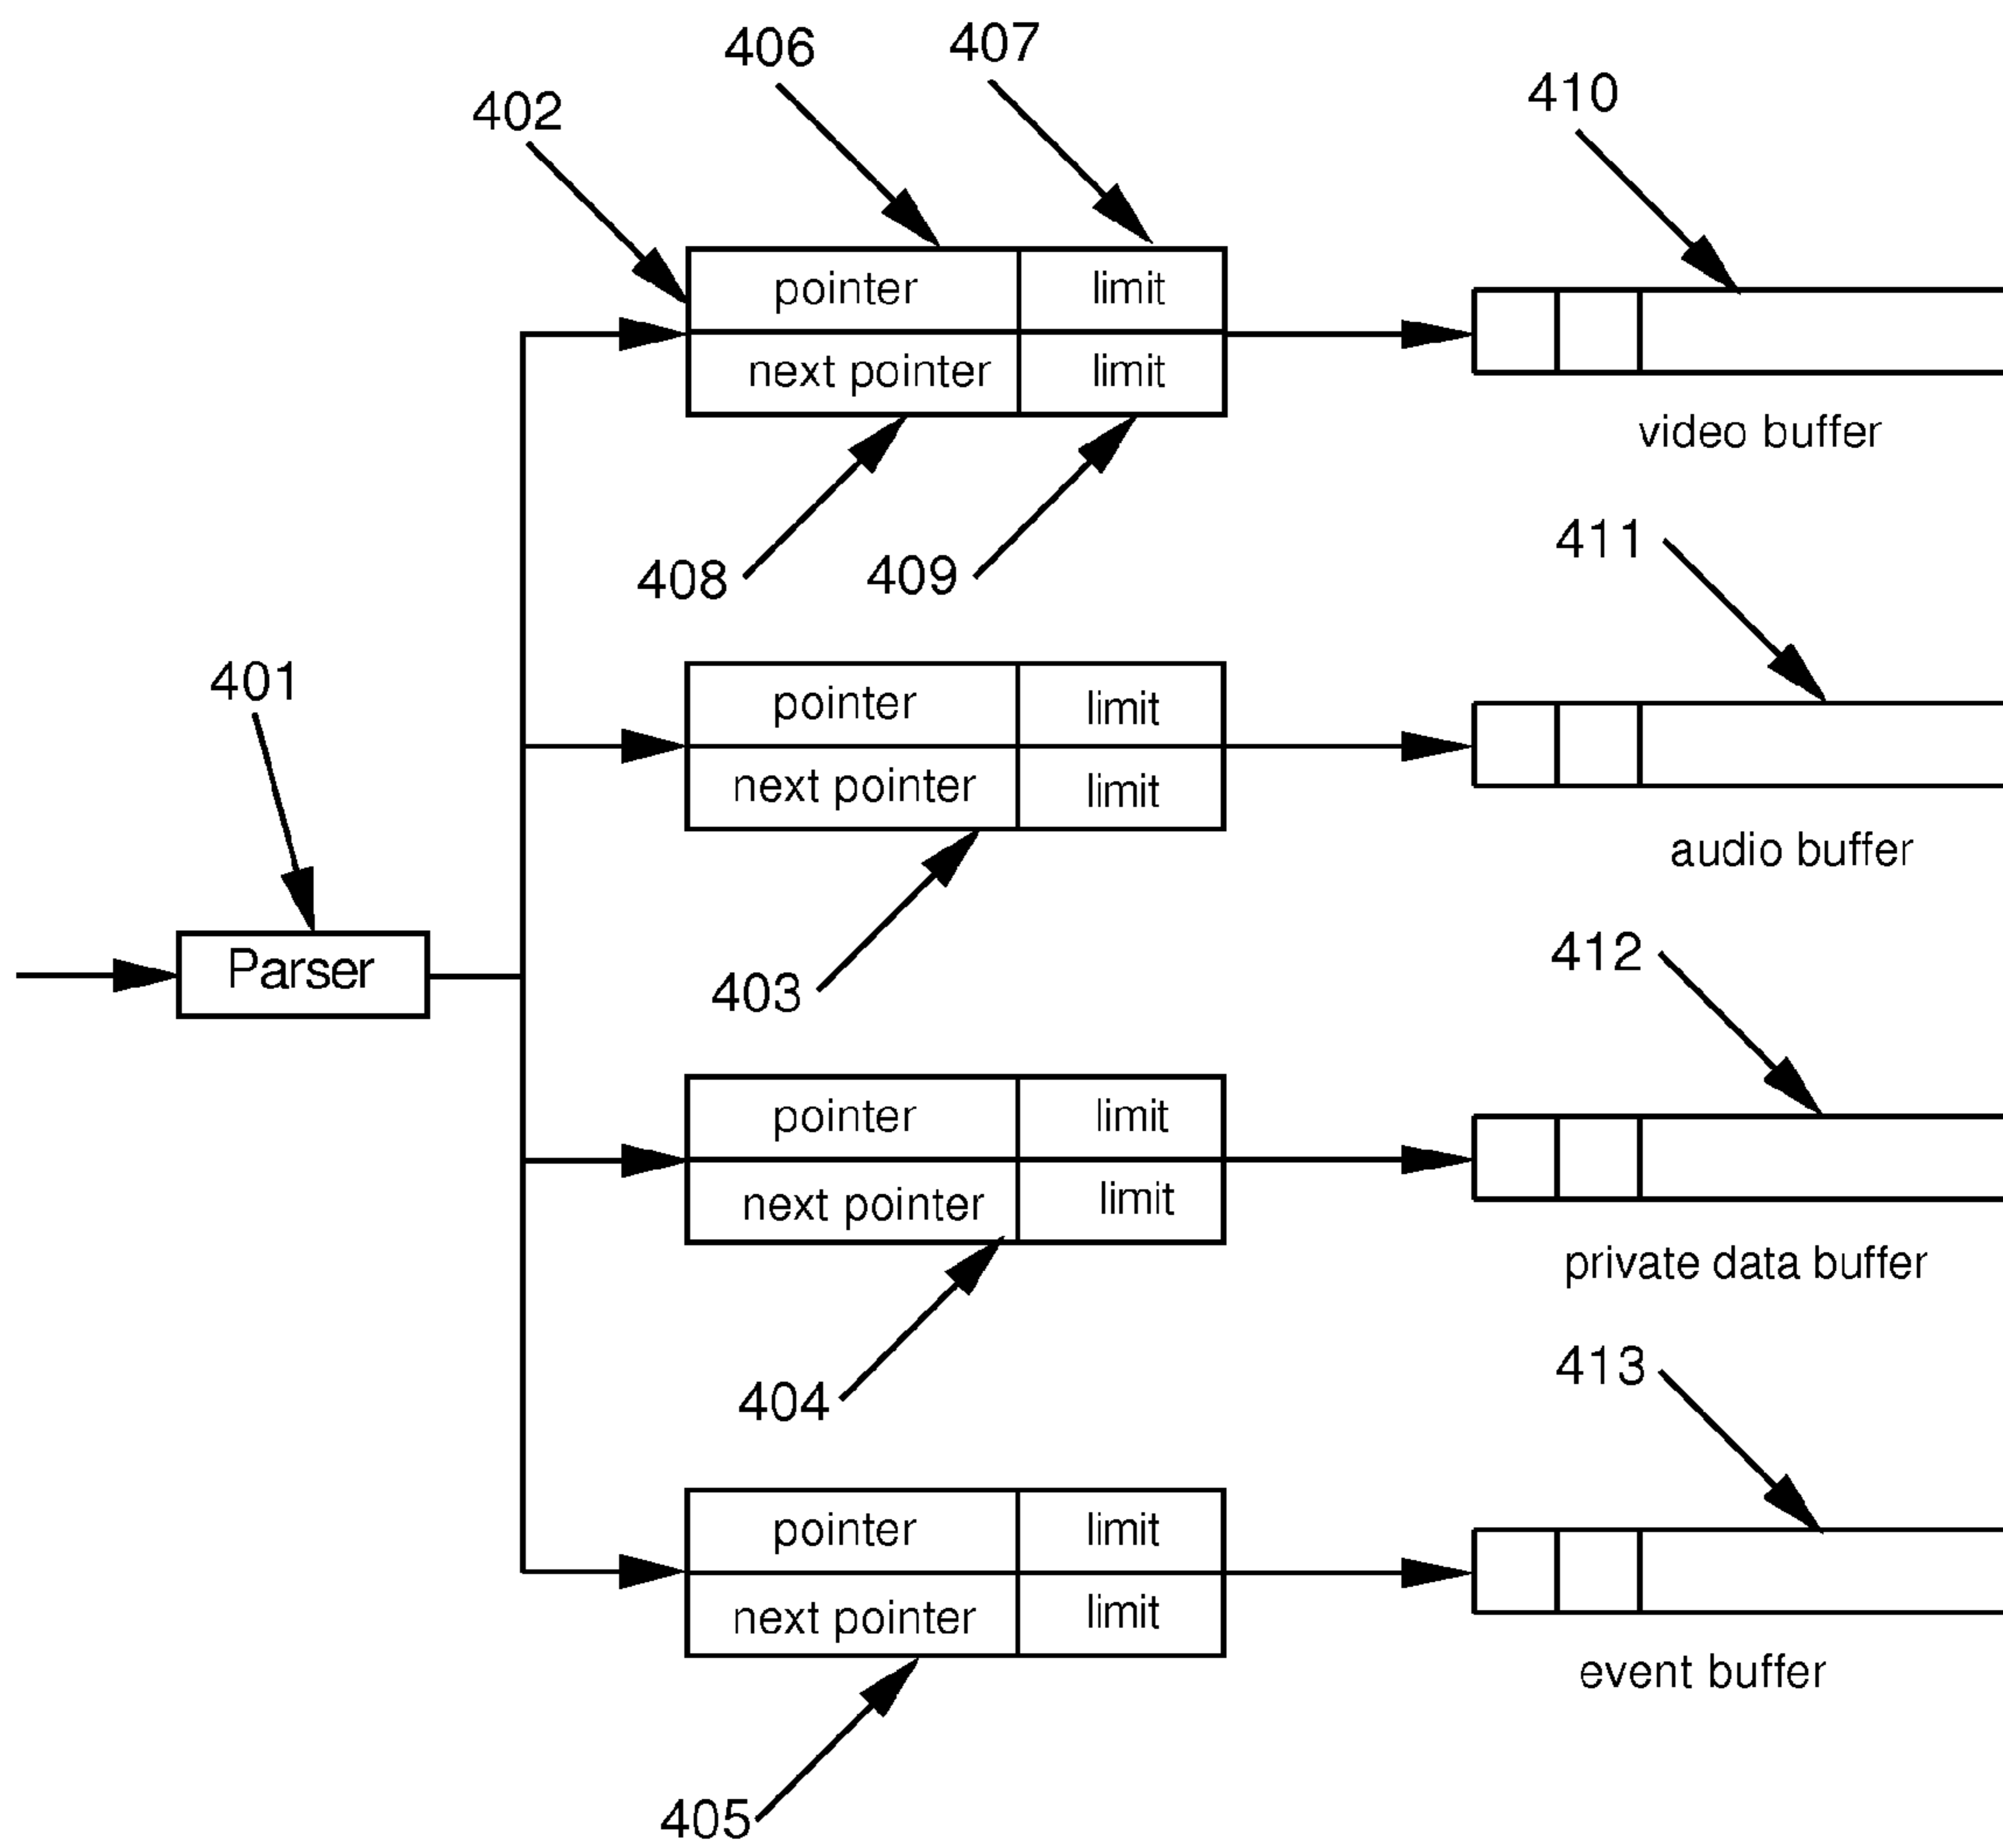 406
407
402
410
pointer
limit
next pointer
limit
video buffer
408
409
411
401
pointer
limit
next pointer
limit
audio buffer
Parser
403
412
pointer
limit
next pointer
limit
private data buffer
404
413
pointer
limit
next pointer
limit
event buffer
405